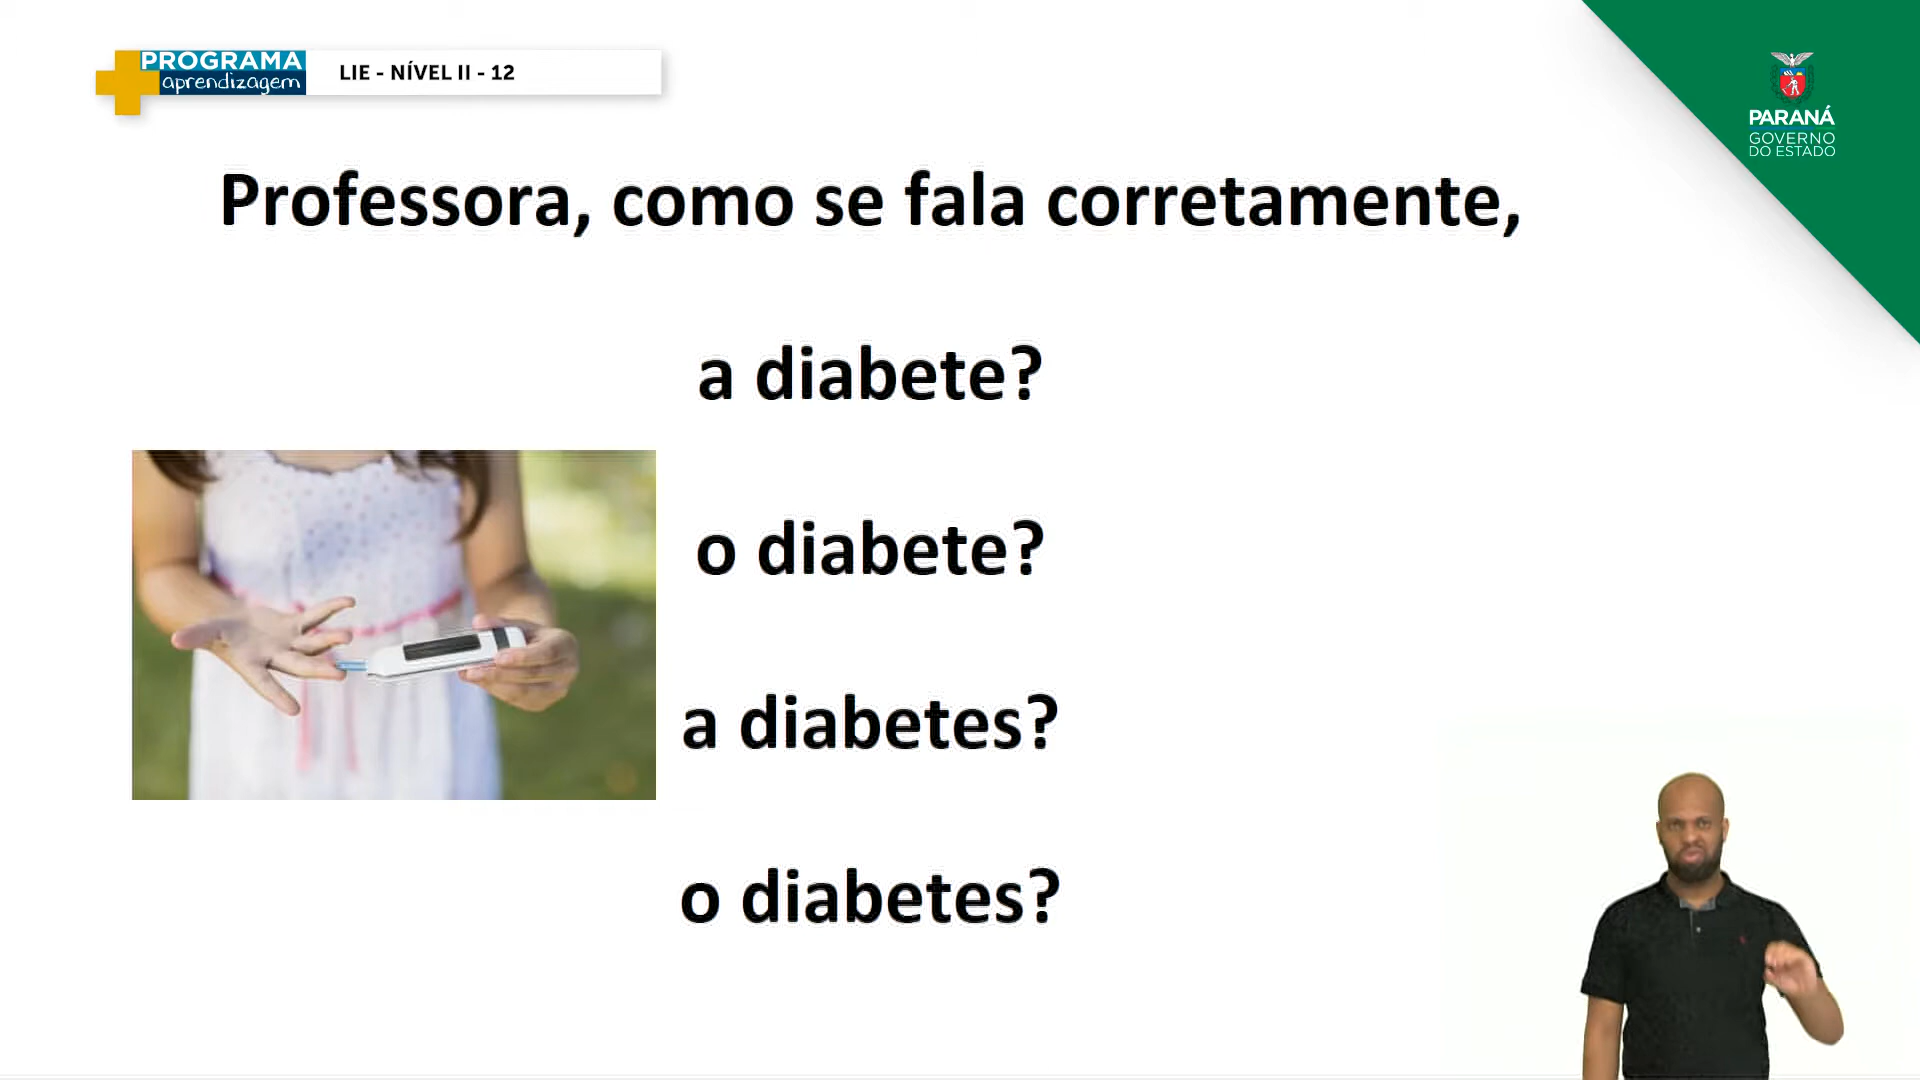 PROGRAMA
aprendizagem
LIE - NÍVEL II - 12
PARANÁ
GOVERNO
DO ESTADO
Professora, como se fala corretamente,
a diabete?
o diabete?
a diabetes?
o diabetes?